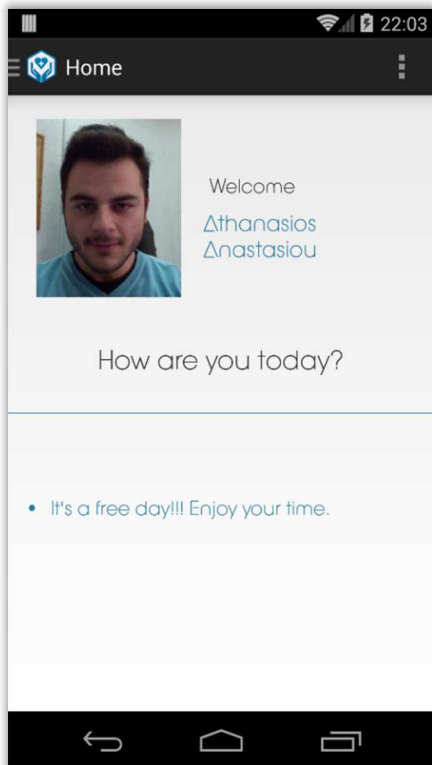 22:03
Home
Welcome
Athanasios
Anastasiou
How are you today?
• It's a free day!!! Enjoy your time.